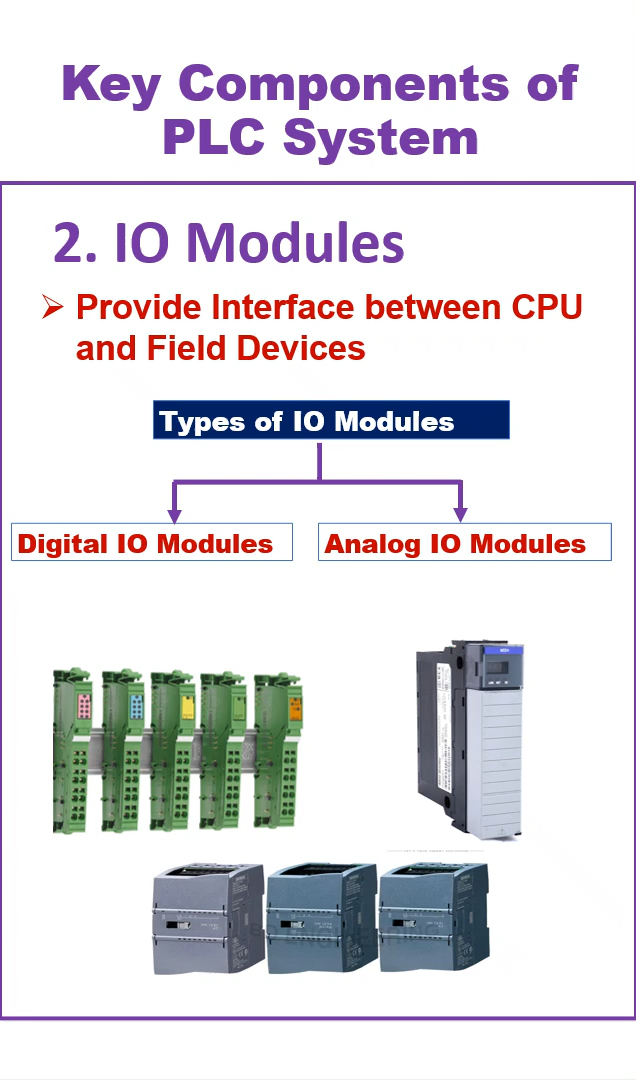 Key Components of
PLC System
2. IO Modules
➢ Provide Interface between CPU
and Field Devices
Types of IO Modules
Digital IO Modules
Analog IO Modules